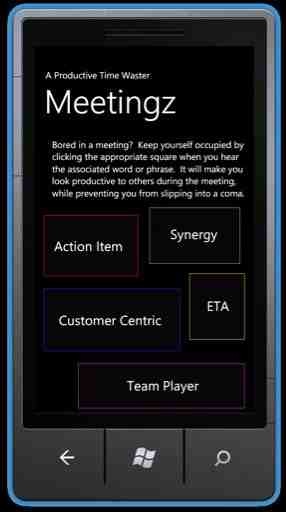 A Productive Time Waster
Meetingz
Bored in a meeting?  Keep yourself occupied by
clicking the appropriate square when you hear
the associated word or phrase.  It will make you
look productive to others during the meeting,
while preventing you from slipping into a coma.
Action Item
Synergy
ETA
Customer Centric
Team Player